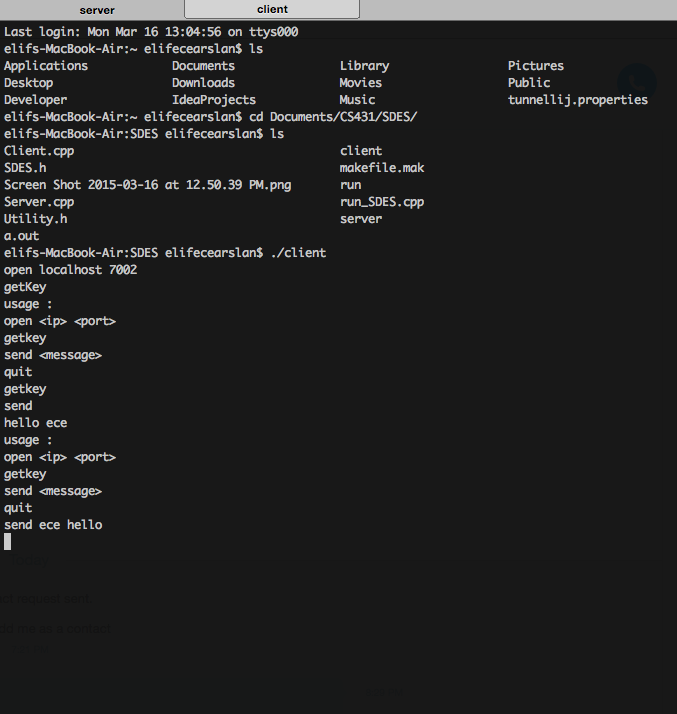 server client
Last login: Mon Mar 16 13:04:56 on ttys000
elifs-MacBook-Air:~ elifecearslan$ ls
Applications Documents Library Pictures
Desktop Downloads Movies Public
Developer IdeaProjects Music tunnellij.properties
elifs-MacBook-Air:~ elifecearslan$ cd Documents/CS431/SDES/
elifs-MacBook-Air:SDES elifecearslan$ ls
Client.cpp client
SDES.h makefile.mak
Screen Shot 2015-03-16 at 12.50.39 PM.png run
Server.cpp run_SDES.cpp
Utility.h server
a.out
elifs-MacBook-Air:SDES elifecearslan$ ./client
open localhost 7002
getKey
usage :
open <ip> <port>
getkey
send <message>
quit
getkey
send
hello ece
usage :
open <ip> <port>
getkey
send <message>
quit
send ece hello
as a contact